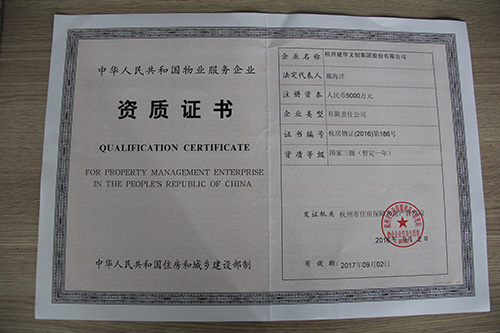 中华人民共和国物业服务企业
资质证书
QUALIFICATION CERTIFICATE
FOR PROPERTY MANAGEMENT ENTERPRISE
IN THE PEOPLE'S REPUBLIC OF CHINA
中华人民共和国住房和城乡建设部制
企业名称 杭州建华文创集团股份有限公司
法定代表人 戴海洋
注册资本 人民币5000万元
企业类型 有限责任公司
证书编号 杭房物证(2016)第186号
资质等级 国家三级（暂定一年）
发证机关 杭州市住房保障
有效期 2017年09月02日